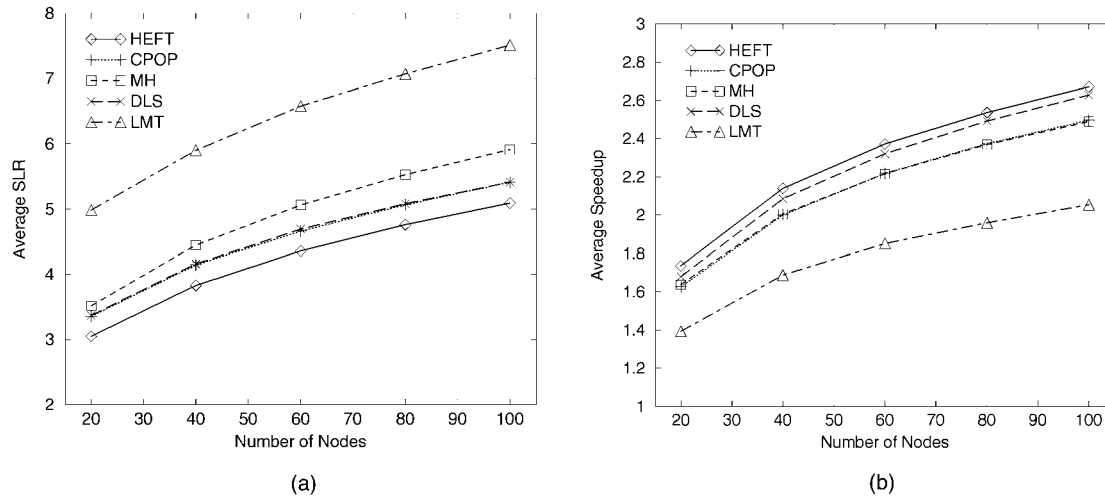 8
7
6
5
4
3
2
Average SLR
HEFT
CPOP
MH
DLS
LMT
20 30 40 50 60 70 80 90 100
Number of Nodes
(a)
3
2.8
2.6
2.4
2.2
2
1.8
1.6
1.4
1.2
1
Average Speedup
HEFT
CPOP
MH
DLS
LMT
20 30 40 50 60 70 80 90 100
Number of Nodes
(b)